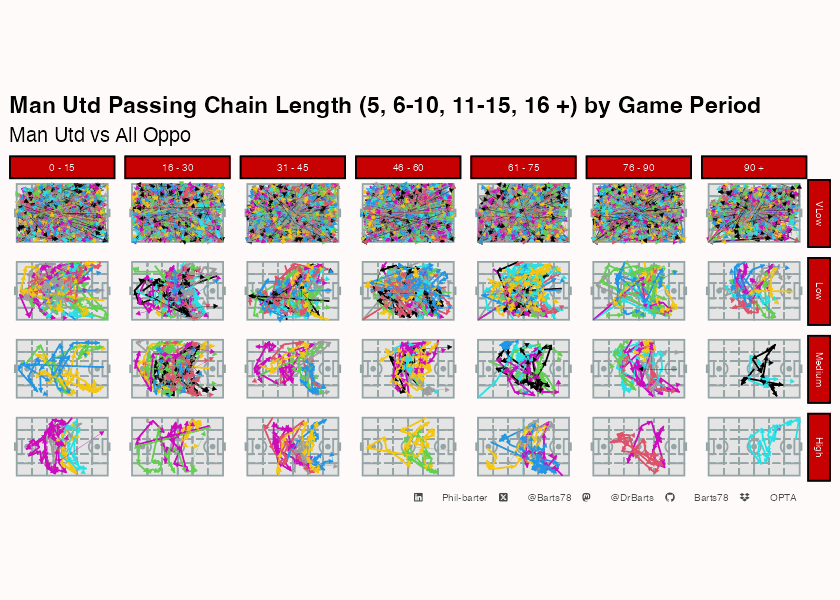 Man Utd Passing Chain Length (5, 6-10, 11-15, 16 +) by Game Period
Man Utd vs All Oppo
0 - 15 16 - 30 31 - 45 46 - 60 61 - 75 76 - 90 90 +
VLow
Low
Medium
High
Phil-barter @Barts78 @DrBarts Barts78 OPTA